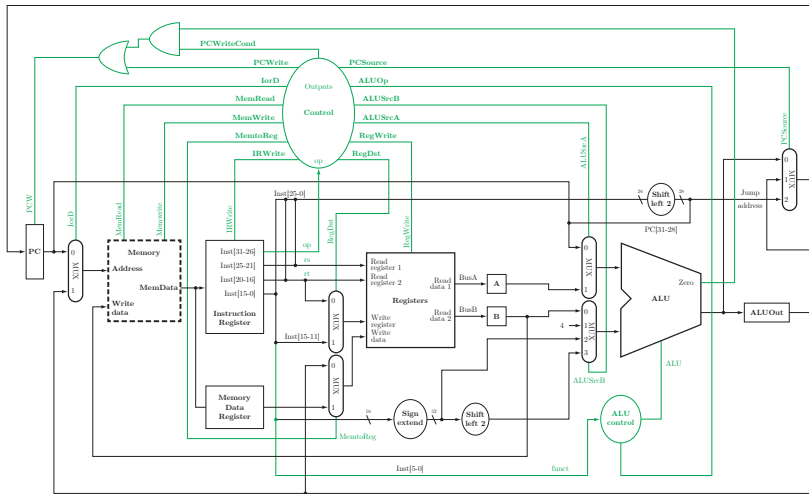 PCWriteCond
PCWrite
PCSource
IorD
Outputs
ALUOp
MemRead
ALUSrcB
MemWrite
Control
ALUSrcA
MemtoReg
RegWrite
IRWrite
op
RegDst
PCW
IorD
MemRead
Memwrite
IRWrite
op
RegDst
RegWrite
ALUSrcA
PCSource
Inst[25-0]
26
Shift
left 2
28
Jump
address
PC[31-28]
0
1
2
MUX
PC
0
1
MUX
Memory
Address
MemData
Write
data
Inst[31-26]
Inst[25-21]
Inst[20-16]
Inst[15-0]
Instruction
Register
rs
rt
Inst[15-11]
0
1
MUX
Read
register 1
Read
register 2
Registers
Write
register
Write
data
Read
data 1
Read
data 2
BusA
A
BusB
B
0
1
MUX
4
0
1
2
3
MUX
ALUSrcB
Zero
ALU
ALUOut
ALU
Memory
Data
Register
0
1
MUX
MemtoReg
16
Sign
extend
32
Shift
left 2
ALU
control
Inst[5-0]
funct